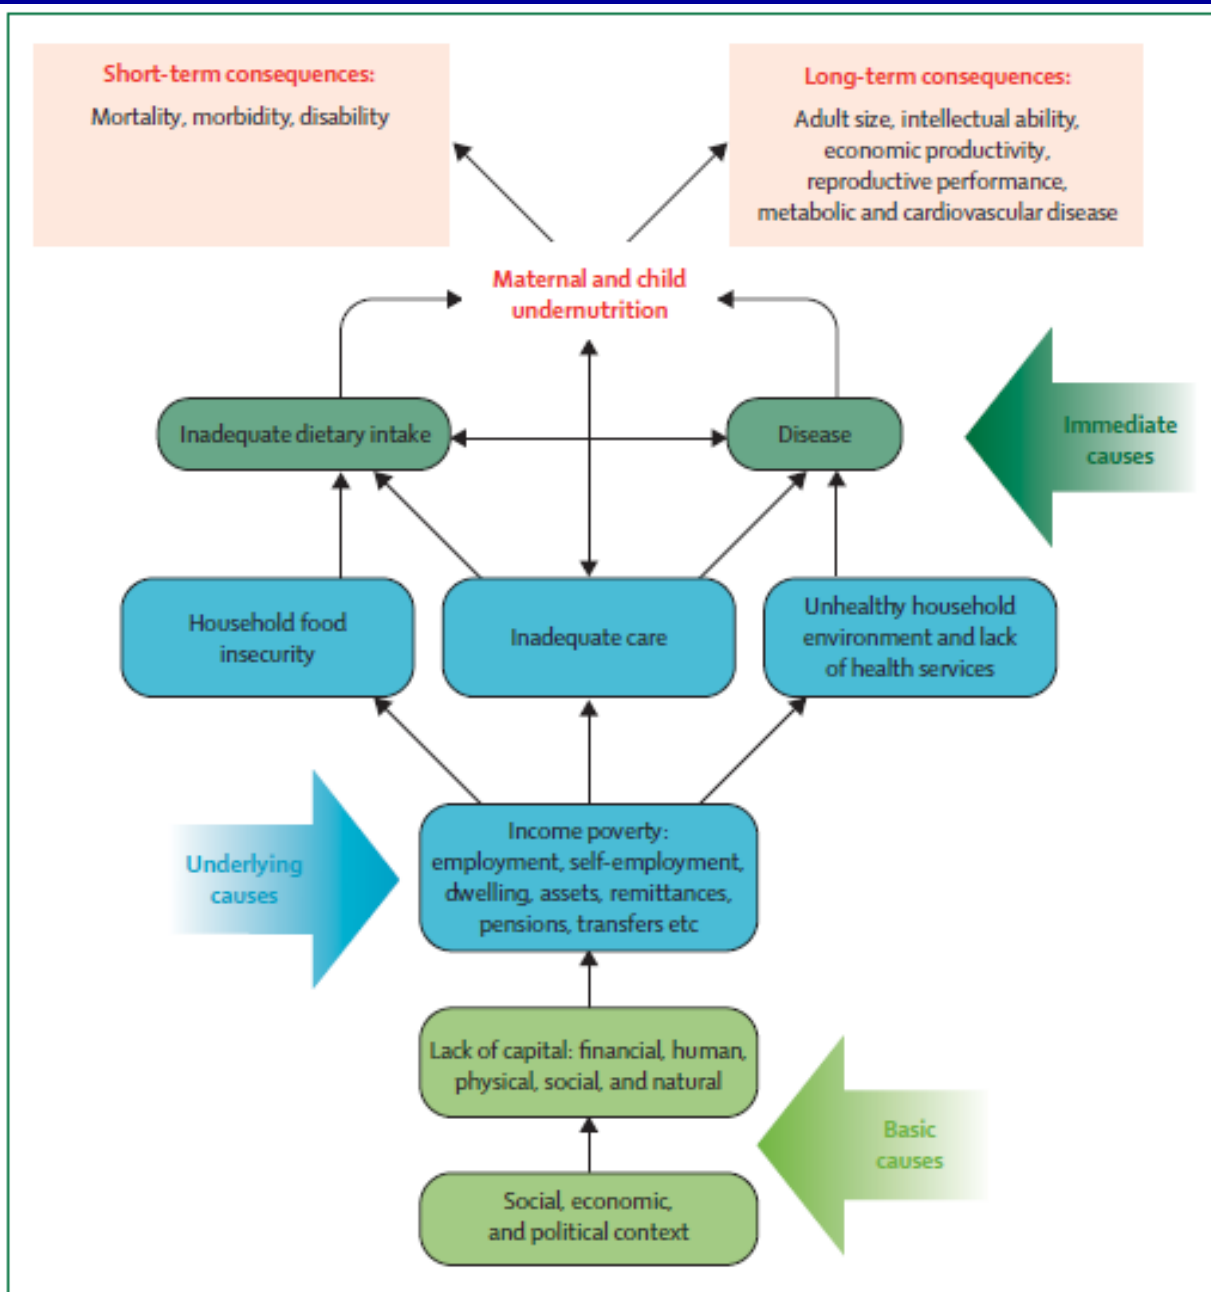 Short-term consequences:
Mortality, morbidity, disability
Long-term consequences:
Adult size, intellectual ability,
economic productivity,
reproductive performance,
metabolic and cardiovascular disease
Maternal and child
undernutrition
Inadequate dietary intake
Disease
Immediate
causes
Household food
insecurity
Inadequate care
Unhealthy household
environment and lack
of health services
Underlying
causes
Income poverty:
employment, self-employment,
dwelling, assets, remittances,
pensions, transfers etc
Lack of capital: financial, human,
physical, social, and natural
Basic
causes
Social, economic,
and political context